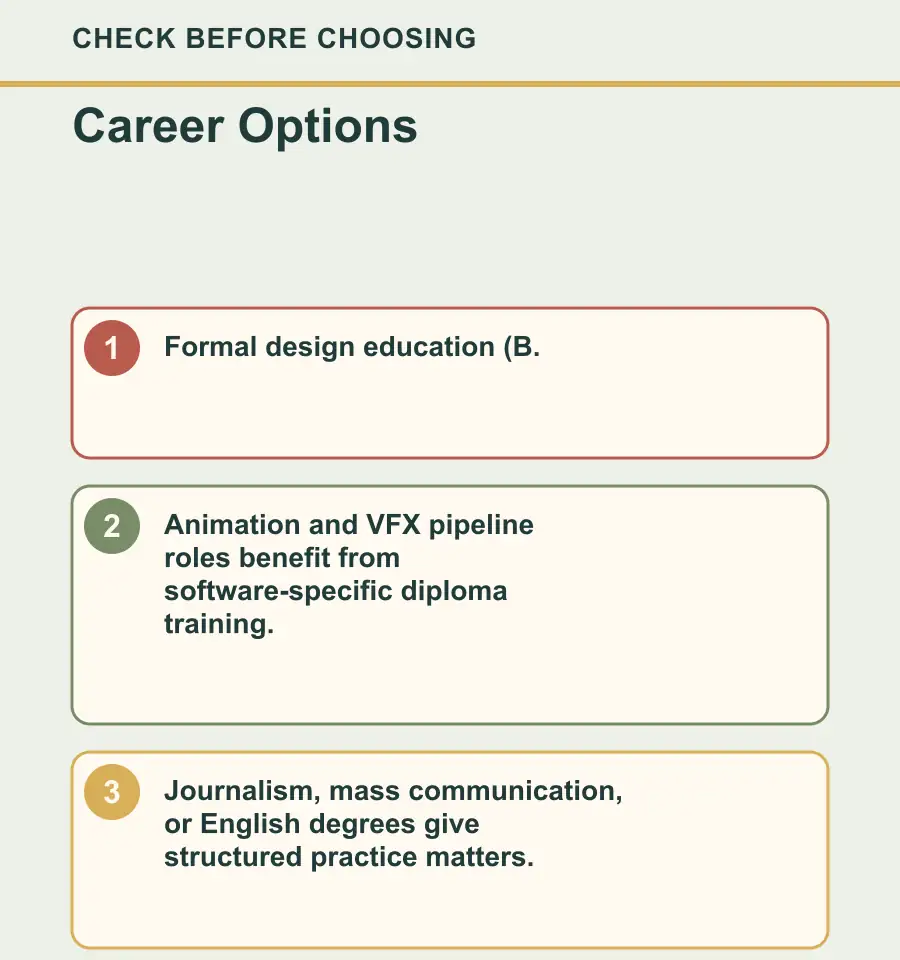 CHECK BEFORE CHOOSING
Career Options
1
Formal design education (B.
2
Animation and VFX pipeline
roles benefit from
software-specific diploma
training.
3
Journalism, mass communication,
or English degrees give
structured practice matters.